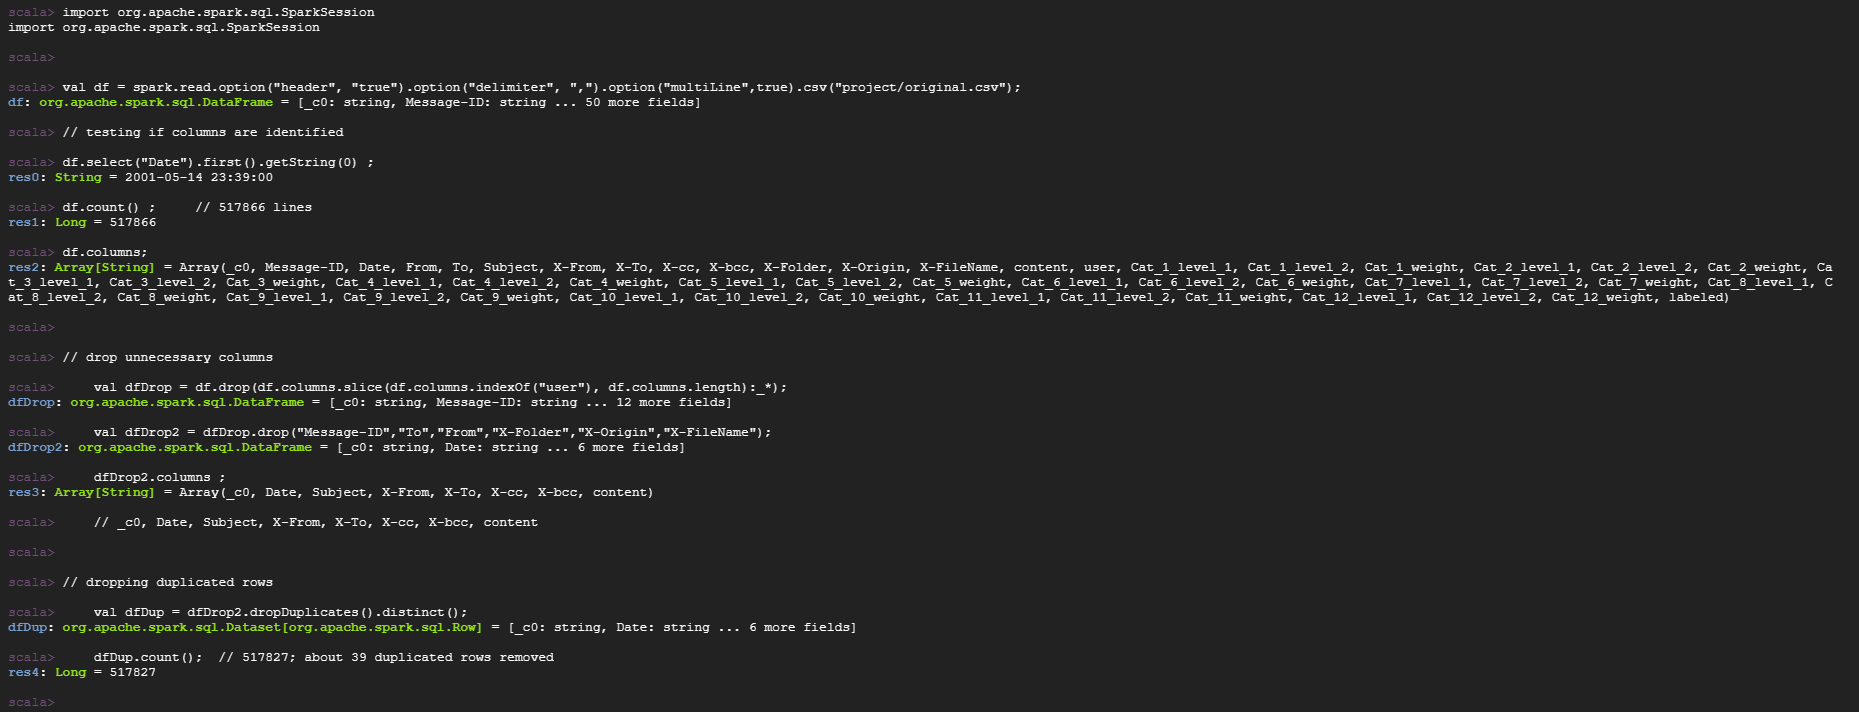 scala> import org.apache.spark.sql.SparkSession
import org.apache.spark.sql.SparkSession
scala>
scala> val df = spark.read.option("header", "true").option("delimiter", ",").option("multiLine",true).csv("project/original.csv");
df: org.apache.spark.sql.DataFrame = [_c0: string, Message-ID: string ... 50 more fields]
scala> // testing if columns are identified
scala> df.select("Date").first().getString(0) ;
res0: String = 2001-05-14 23:39:00
scala> df.count() ;     // 517866 lines
res1: Long = 517866
scala> df.columns;
res2: Array[String] = Array(_c0, Message-ID, Date, From, To, Subject, X-From, X-To, X-cc, X-bcc, X-Folder, X-Origin, X-FileName, content, user, Cat_1_level_1, Cat_1_level_2, Cat_1_weight, Cat_2_level_1, Cat_2_level_2, Cat_2_weight, Ca
t_3_level_1, Cat_3_level_2, Cat_3_weight, Cat_4_level_1, Cat_4_level_2, Cat_4_weight, Cat_5_level_1, Cat_5_level_2, Cat_5_weight, Cat_6_level_1, Cat_6_level_2, Cat_6_weight, Cat_7_level_1, Cat_7_level_2, Cat_7_weight, Cat_8_level_1, C
at_8_level_2, Cat_8_weight, Cat_9_level_1, Cat_9_level_2, Cat_9_weight, Cat_10_level_1, Cat_10_level_2, Cat_10_weight, Cat_11_level_1, Cat_11_level_2, Cat_11_weight, Cat_12_level_1, Cat_12_level_2, Cat_12_weight, labeled)
scala>
scala> // drop unnecessary columns
scala>     val dfDrop = df.drop(df.columns.slice(df.columns.indexOf("user"), df.columns.length):_*);
dfDrop: org.apache.spark.sql.DataFrame = [_c0: string, Message-ID: string ... 12 more fields]
scala>     val dfDrop2 = dfDrop.drop("Message-ID","To","From","X-Folder","X-Origin","X-FileName");
dfDrop2: org.apache.spark.sql.DataFrame = [_c0: string, Date: string ... 6 more fields]
scala>     dfDrop2.columns ;
res3: Array[String] = Array(_c0, Date, Subject, X-From, X-To, X-cc, X-bcc, content)
scala>     // _c0, Date, Subject, X-From, X-To, X-cc, X-bcc, content
scala>
scala> // dropping duplicated rows
scala>     val dfDup = dfDrop2.dropDuplicates().distinct();
dfDup: org.apache.spark.sql.Dataset[org.apache.spark.sql.Row] = [_c0: string, Date: string ... 6 more fields]
scala>     dfDup.count();  // 517827; about 39 duplicated rows removed
res4: Long = 517827
scala>